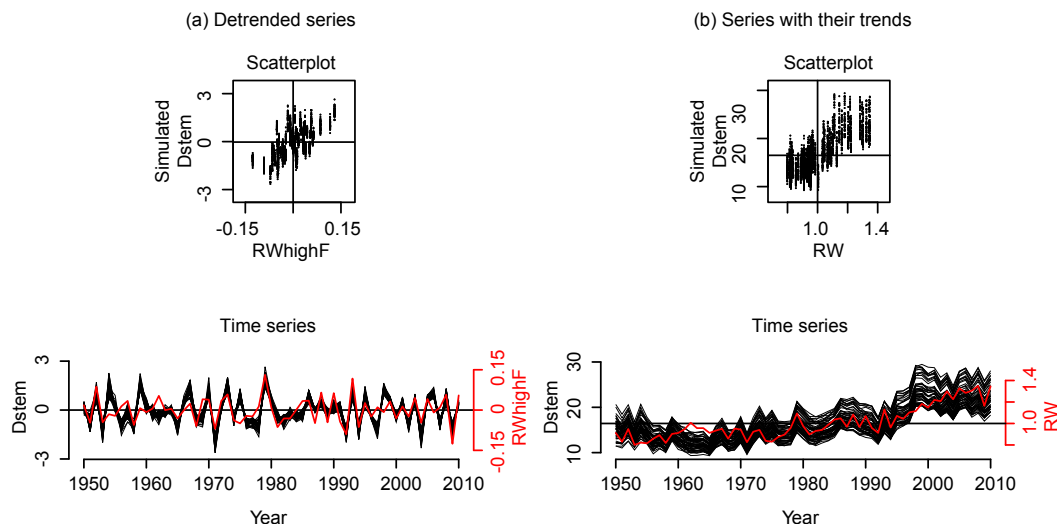 (a) Detrended series
Scatterplot
Simulated
Dstem
3
0
-3
-0.15
0.15
RWhighF
Time series
Dstem
3
0
-3
0.15
0
-0.15
RWhighF
1950
1960
1970
1980
1990
2000
2010
Year
(b) Series with their trends
Scatterplot
Simulated
Dstem
30
20
10
1.0
1.4
RW
Time series
Dstem
30
20
10
1.4
1.0
RW
1950
1960
1970
1980
1990
2000
2010
Year